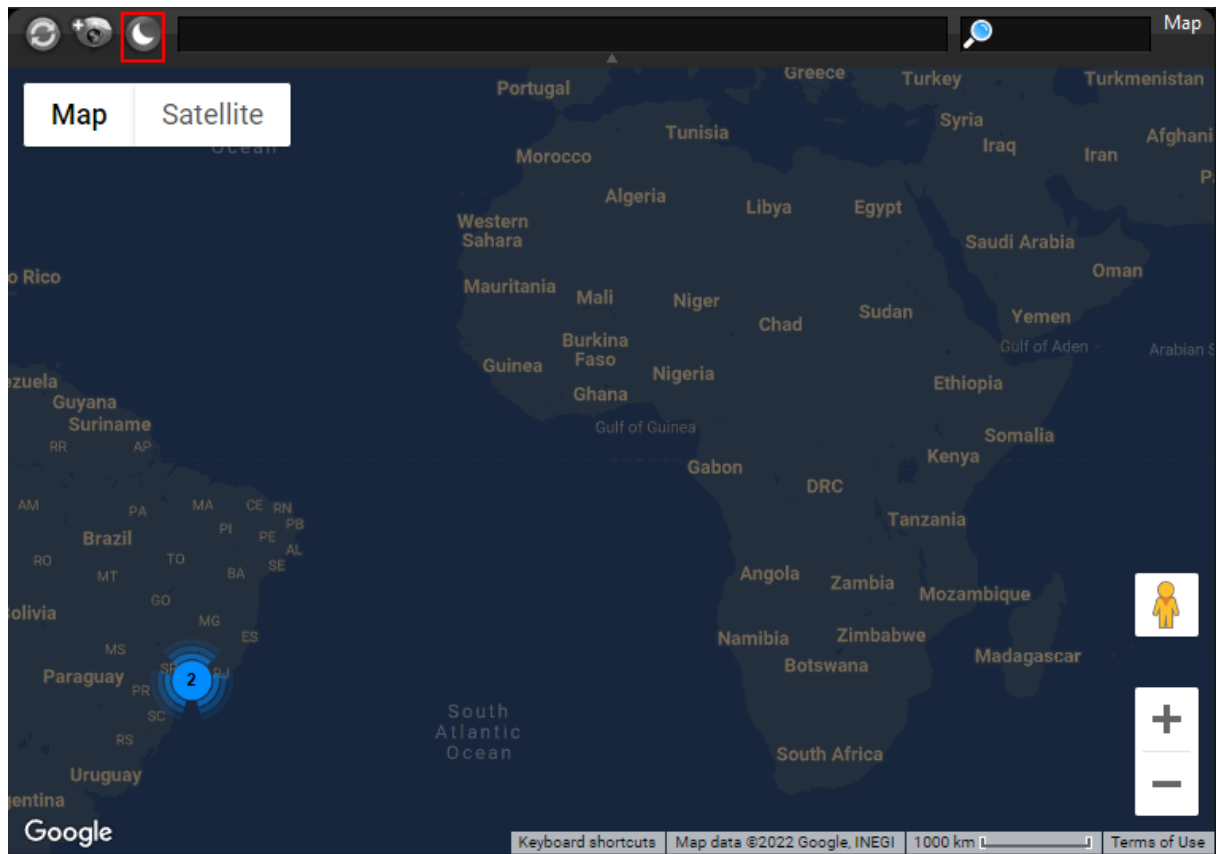 Map
Map
Satellite
Ocean
Portugal
Greece
Turkey
Turkmenistan
Tunisia
Syria
Morocco
Iraq
Iran
Afghani
P
Algeria
Libya
Egypt
Western
Sahara
Saudi Arabia
o Rico
Oman
Mauritania
Mali
Niger
Chad
Sudan
Yemen
Burkina
Faso
Gulf of Aden
Arabian S
Guinea
Nigeria
Ethiopia
Ghana
ezuela
Guyana
Suriname
Gulf of Guinea
Somalia
RR
AP
Kenya
Gabon
DRC
AM
PA
MA
CE
RN
PI
PE
PB
Tanzania
Brazil
AL
RO
TO
SE
MT
BA
Angola
Zambia
Mozambique
GO
olivia
MG
ES
Namibia
Zimbabwe
MS
Botswana
Madagascar
Paraguay
SP
2
RJ
PR
SC
South
Atlantic
Ocean
RS
South Africa
Uruguay
gentina
Google
Keyboard shortcuts
Map data ©2022 Google, INEGI
1000 km
Terms of Use